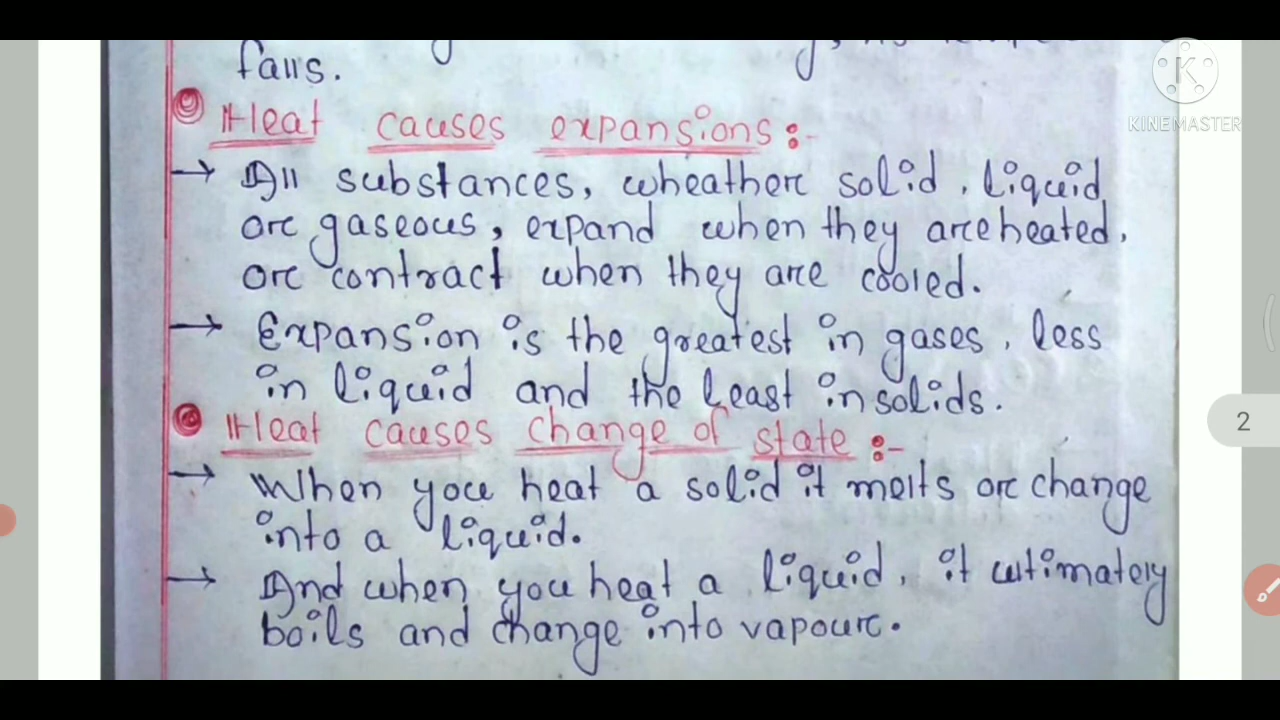 falls.
Heat causes expansions :-
→ All substances, wheather solid, liquid
or gaseous, expand when they are heated,
or contract when they are cooled.
→ Expansion is the greatest in gases, less
in liquid and the least in solids.
Heat causes change of state :-
→ When you heat a solid it melts or change
into a liquid.
→ And when you heat a liquid, it ultimately
boils and change into vapour.
KINEMASTER
2